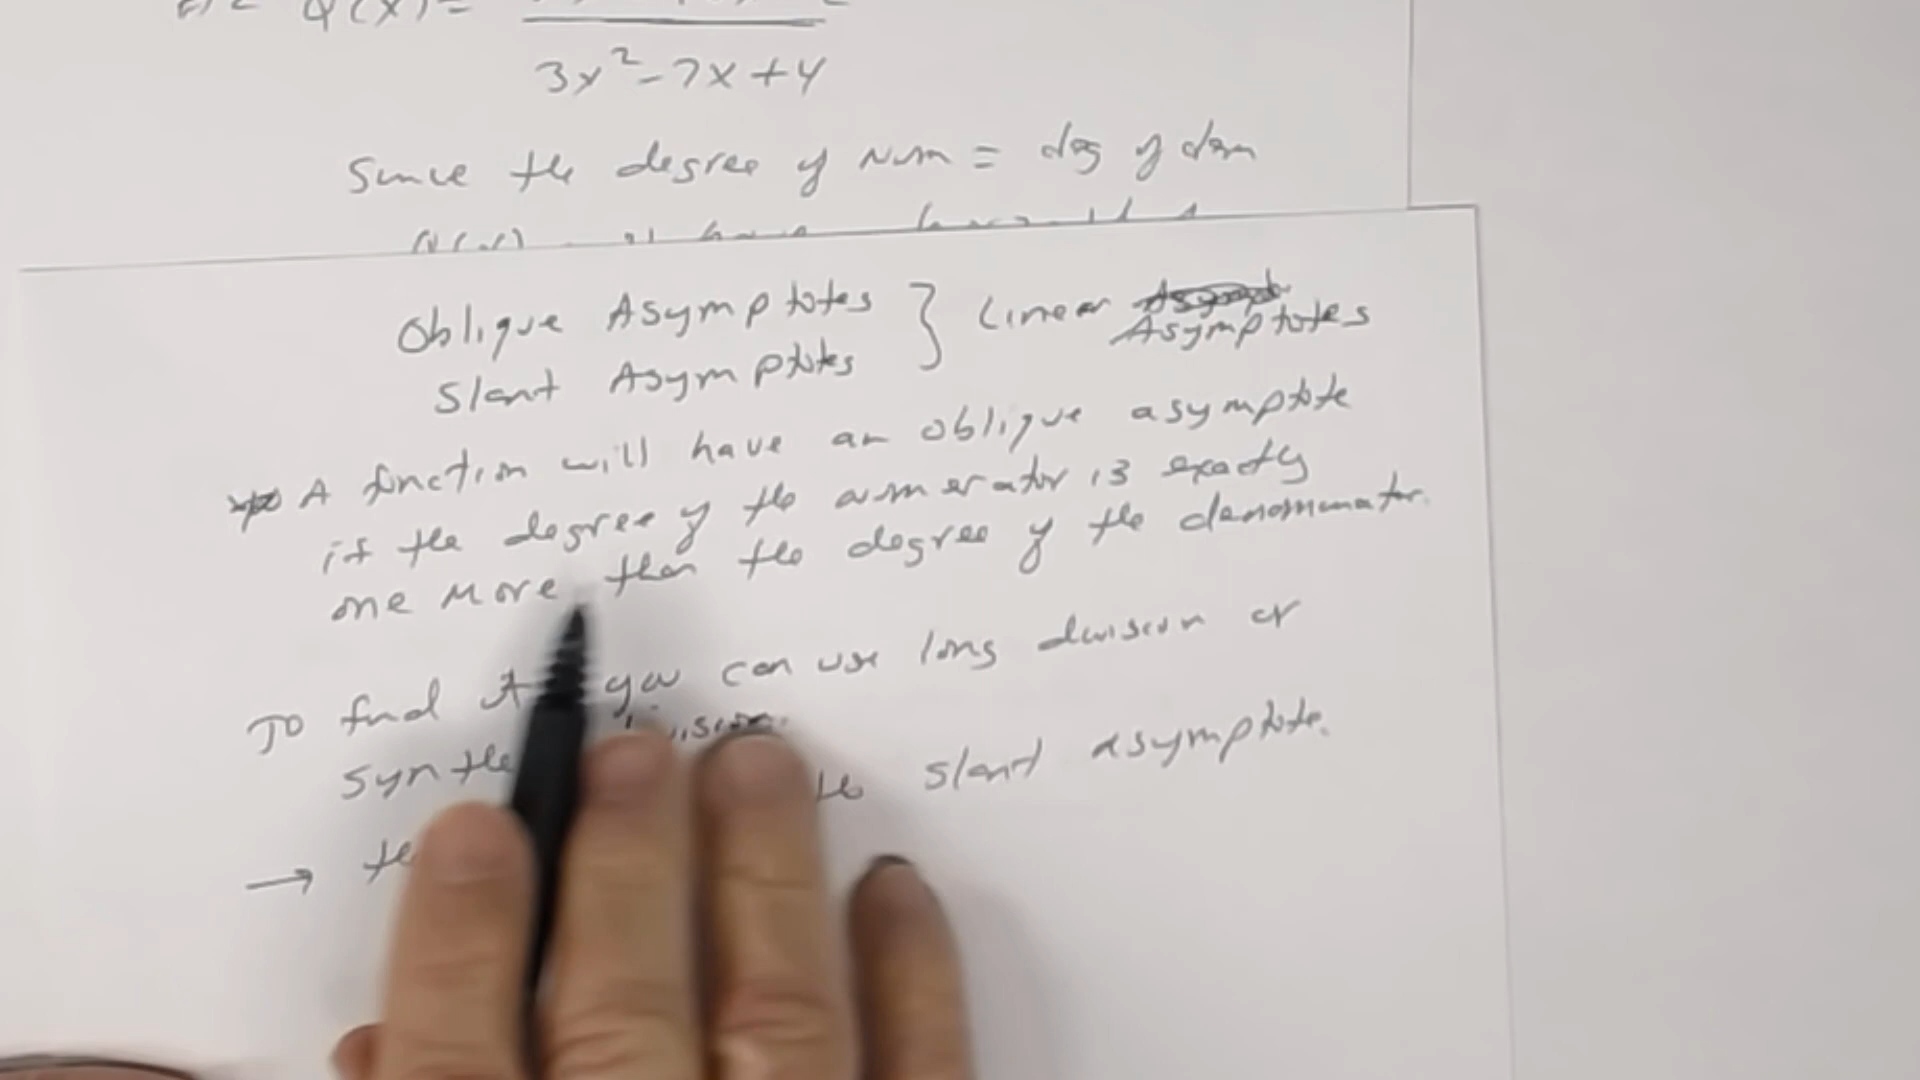 Q(x) =
3x² - 7x + 4
Since the degree of Num = deg of dom
Oblique Asymptotes } Linear Asymptotes
Slant Asymptotes
A function will have an oblique asymptote
if the degree of the numerator is exactly
one more than the degree of the denominator.
To find you can use long division or
the slant asymptote.
→